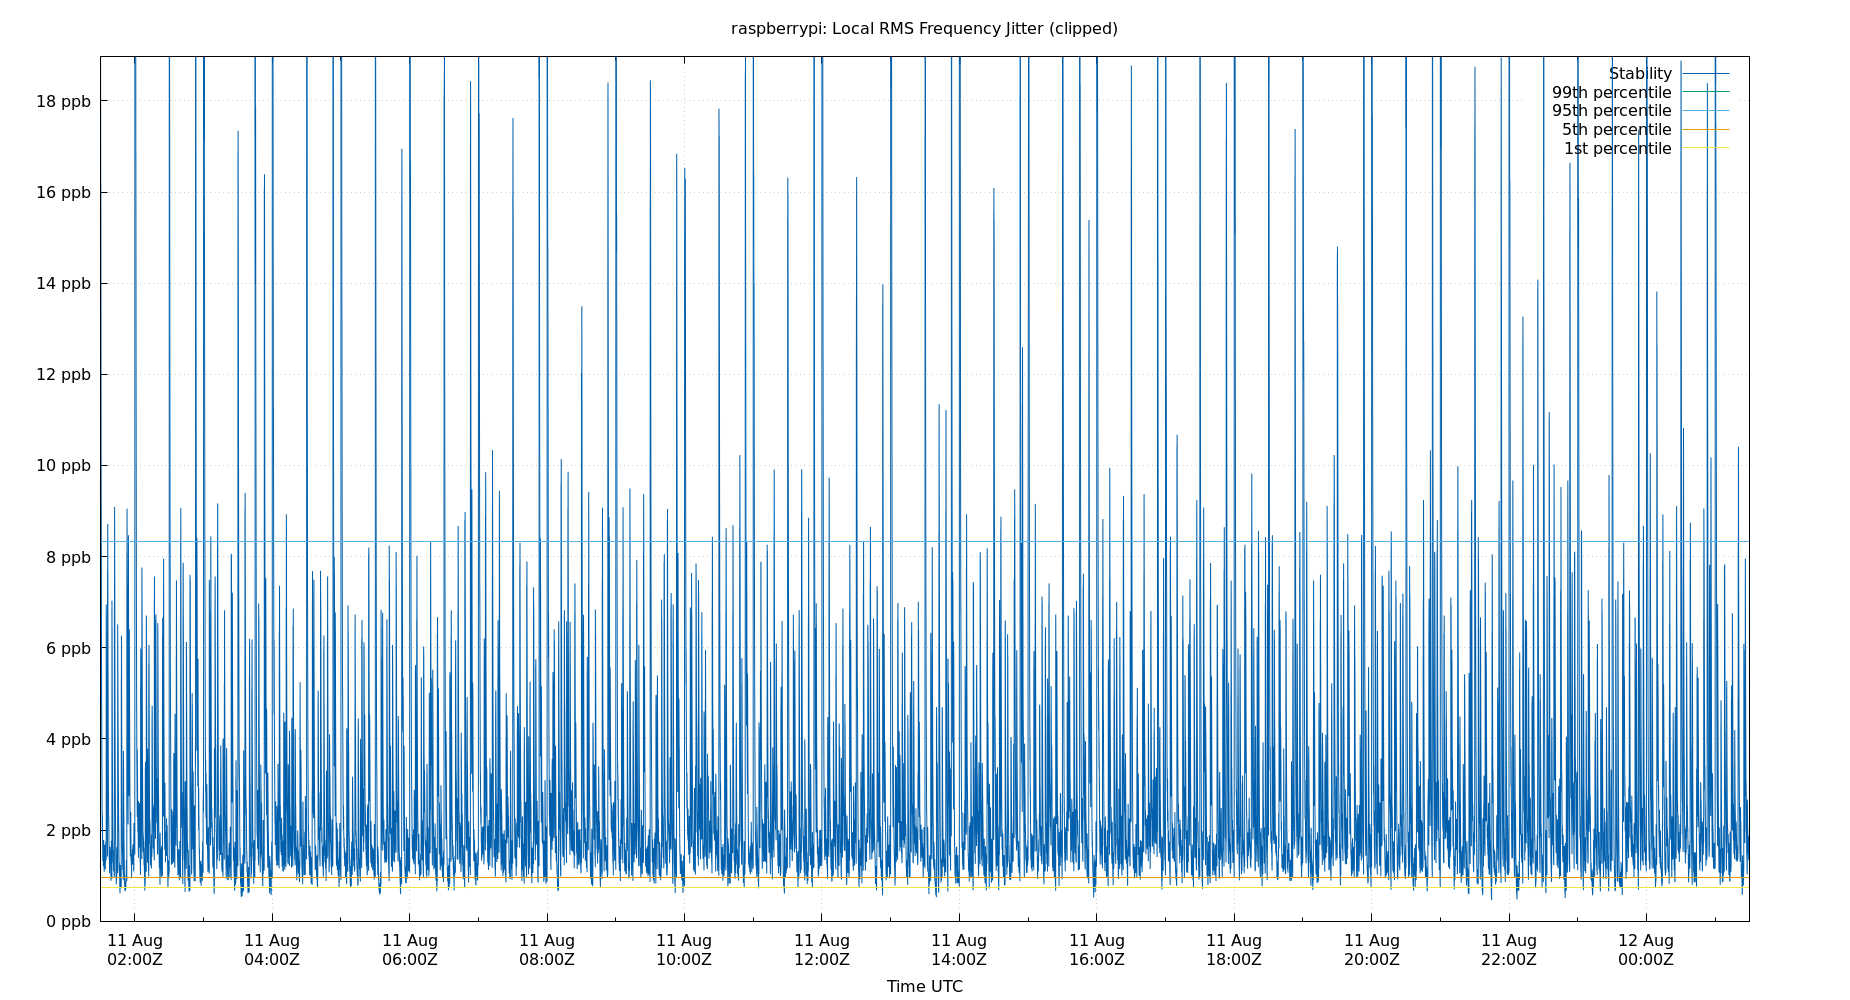 raspberrypi: Local RMS Frequency Jitter (clipped)
Stability
99th percentile
95th percentile
5th percentile
1st percentile
18 ppb
16 ppb
14 ppb
12 ppb
10 ppb
8 ppb
6 ppb
4 ppb
2 ppb
0 ppb
11 Aug 11 Aug 11 Aug 11 Aug 11 Aug 11 Aug 11 Aug 11 Aug 11 Aug 11 Aug 11 Aug 12 Aug
02:00Z 04:00Z 06:00Z 08:00Z 10:00Z 12:00Z 14:00Z 16:00Z 18:00Z 20:00Z 22:00Z 00:00Z
Time UTC